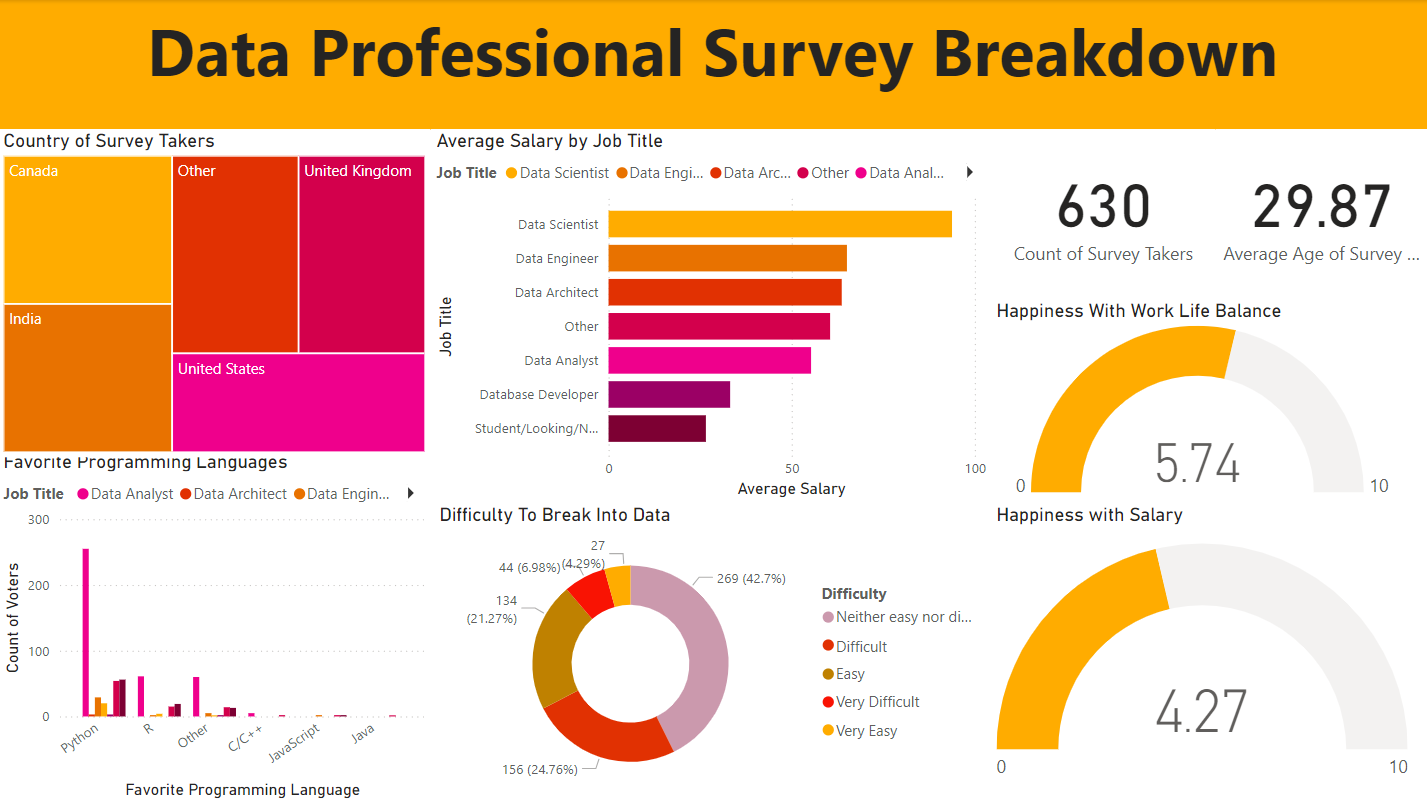 Data Professional Survey Breakdown
Country of Survey Takers
Canada
Other
United Kingdom
India
United States
Average Salary by Job Title
Job Title Data Scientist Data Engi... Data Arc... Other Data Anal...
Job Title
Data Scientist
Data Engineer
Data Architect
Other
Data Analyst
Database Developer
Student/Looking/N...
0 50 100
Average Salary
630
Count of Survey Takers
29.87
Average Age of Survey ...
Happiness With Work Life Balance
5.74
0 10
Favorite Programming Languages
Job Title Data Analyst Data Architect Data Engin...
Count of Voters
300
200
100
0
Python R Other C/C++ JavaScript Java
Favorite Programming Language
Difficulty To Break Into Data
27
(4.29%)
44 (6.98%)
269 (42.7%)
134
(21.27%)
156 (24.76%)
Difficulty
Neither easy nor di...
Difficult
Easy
Very Difficult
Very Easy
Happiness with Salary
4.27
0 10